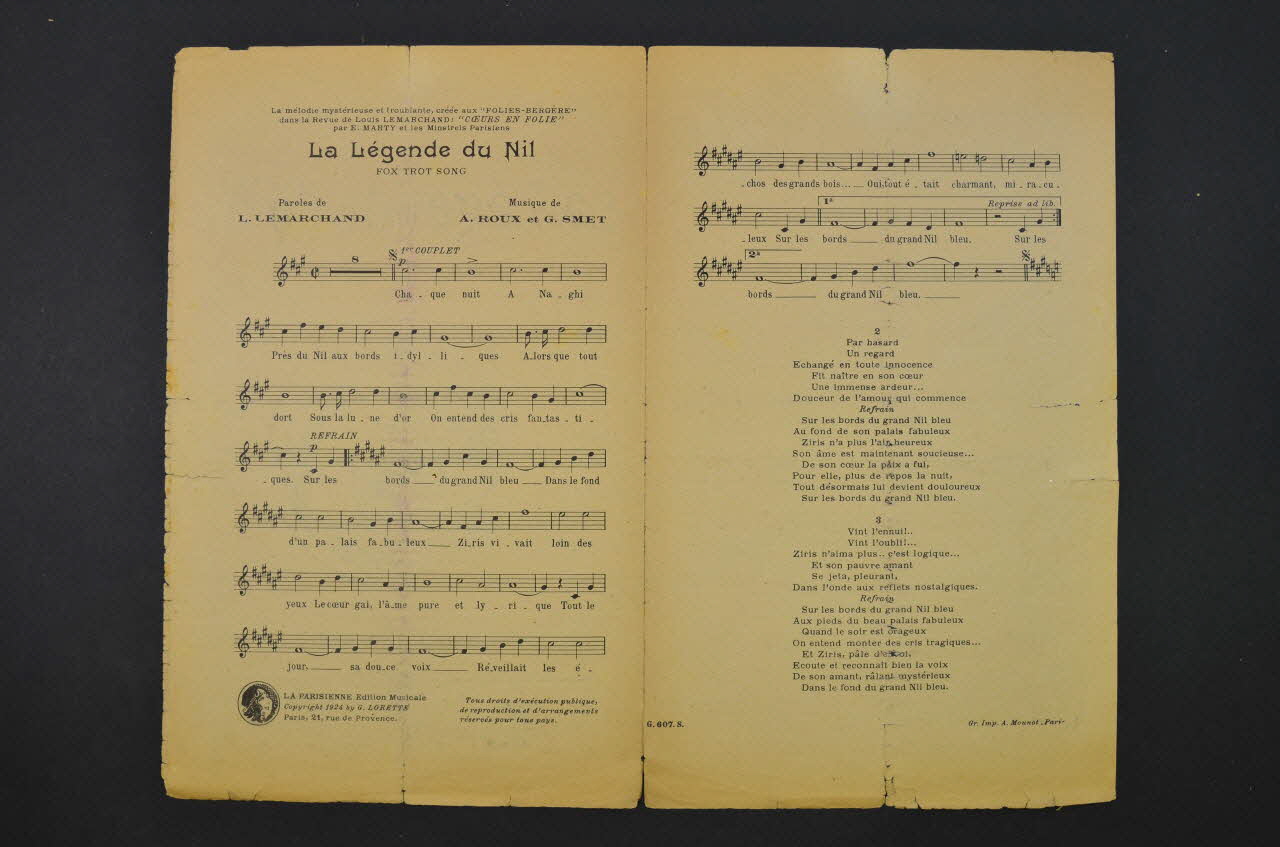 La mélodie mystérieuse et troublante, créée aux "FOLIES-BERGÈRE"
dans la Revue de Louis LEMARCHAND: "CŒURS EN FOLIE"
par E. MARTY et les Minstrels Parisiens
La Légende du Nil
FOX TROT SONG
Paroles de
L. LEMARCHAND
Musique de
A. ROUX et G. SMET
1er COUPLET
8
p
Cha - que nuit A Na - ghi
Près du Nil aux bords i - dyl - li - ques A - lors que tout
dort Sous la lu - ne d'or On entend des cris fan - tas - ti -
REFRAIN
p
- ques. Sur les bords du grand Nil bleu Dans le fond
d'un pa - lais fa - bu - leux Zi - ris vi - vait loin des
yeux Le cœur gai, l'â - me pure et ly - ri - que Tout le
jour, sa dou - ce voix Ré - veillait les é -
LA PARISIENNE Edition Musicale
Copyright 1924 by G. LORETTE
Paris, 21, rue de Provence.
Tous droits d'exécution publique,
de reproduction et d'arrangements
réservés pour tous pays.
- chos des grands bois... Oui, tout é - tait charmant, mi - ra - cu -
1a
Reprise ad lib.
- leux Sur les bords du grand Nil bleu. Sur les
2a
bords du grand Nil bleu.
2
Par hasard
Un regard
Echangé en toute innocence
Fit naître en son cœur
Une immense ardeur...
Douceur de l'amour qui commence
Refrain
Sur les bords du grand Nil bleu
Au fond de son palais fabuleux
Ziris n'a plus l'air heureux
Son âme est maintenant soucieuse...
De son cœur la paix a fui,
Pour elle, plus de repos la nuit,
Tout désormais lui devient douloureux
Sur les bords du grand Nil bleu.
3
Vint l'ennui!..
Vint l'oubli!...
Ziris n'aima plus.. c'est logique...
Et son pauvre amant
Se jeta, pleurant,
Dans l'onde aux reflets nostalgiques.
Refrain
Sur les bords du grand Nil bleu
Aux pieds du beau palais fabuleux
Quand le soir est orageux
On entend monter des cris tragiques...
Et Ziris, pâle d'effroi,
Ecoute et reconnaît bien la voix
De son amant, râlant mystérieux
Dans le fond du grand Nil bleu.
G. 607. S.
Gr. Imp. A. Mounot _ Paris